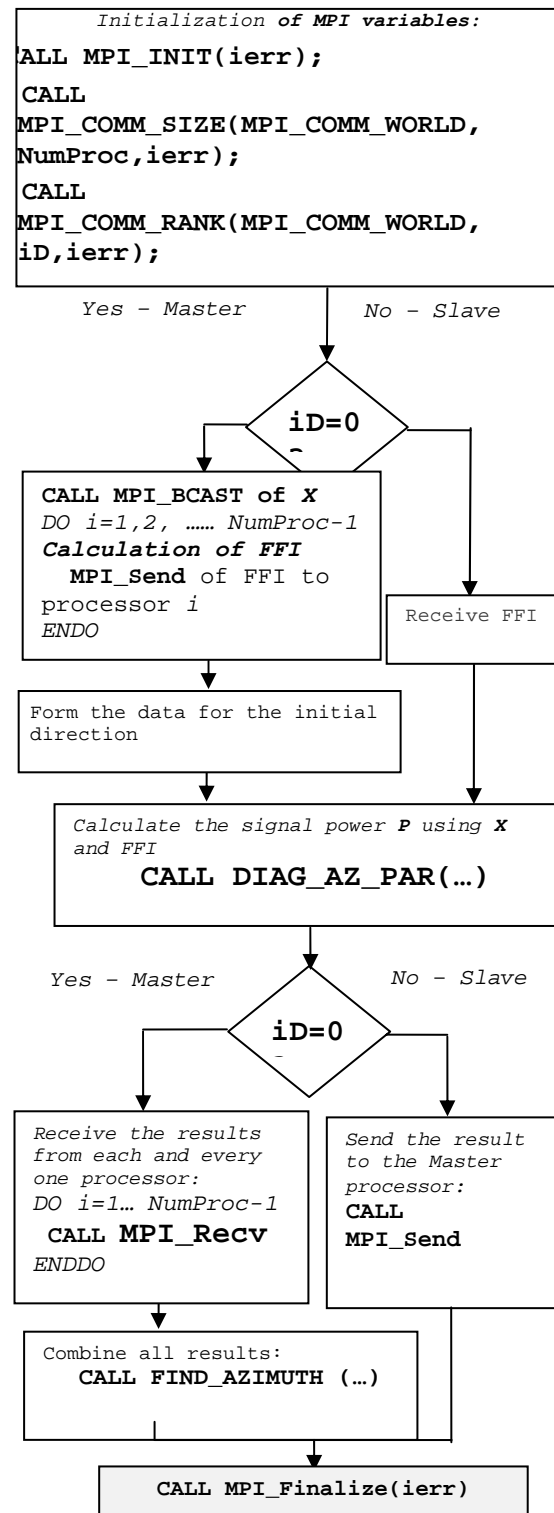 Initialization of MPI variables:
ALL MPI_INIT(ierr);
CALL
MPI_COMM_SIZE(MPI_COMM_WORLD,
NumProc,ierr);
CALL
MPI_COMM_RANK(MPI_COMM_WORLD,
iD,ierr);
Yes – Master
No – Slave
iD=0
CALL MPI_BCAST of X
DO i=1,2, …… NumProc-1
Calculation of FFI
MPI_Send of FFI to
processor i
ENDO
Receive FFI
Form the data for the initial
direction
Calculate the signal power P using X
and FFI
CALL DIAG_AZ_PAR(…)
Yes – Master
No – Slave
iD=0
Receive the results
from each and every
one processor:
DO i=1… NumProc-1
CALL MPI_Recv
ENDDO
Send the result
to the Master
processor:
CALL
MPI_Send
Combine all results:
CALL FIND_AZIMUTH (…)
CALL MPI_Finalize(ierr)